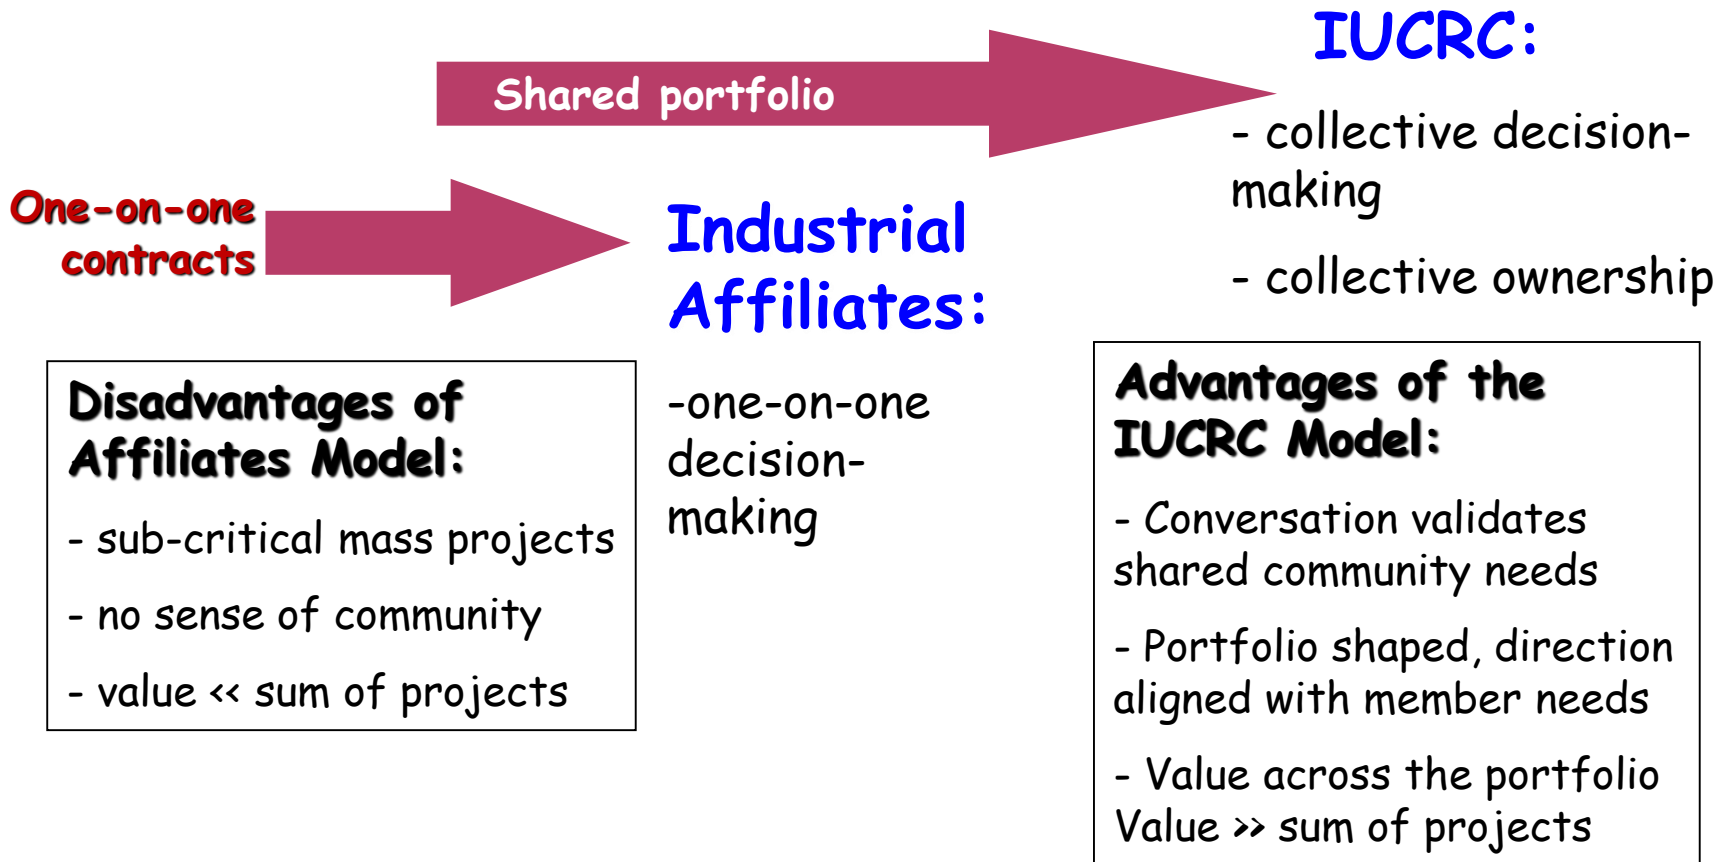 IUCRC:
Shared portfolio
- collective decision-
making
- collective ownership
One-on-one
contracts
Industrial
Affiliates:
-one-on-one
decision-
making
Disadvantages of
Affiliates Model:
- sub-critical mass projects
- no sense of community
- value << sum of projects
Advantages of the
IUCRC Model:
- Conversation validates
shared community needs
- Portfolio shaped, direction
aligned with member needs
- Value across the portfolio
Value >> sum of projects